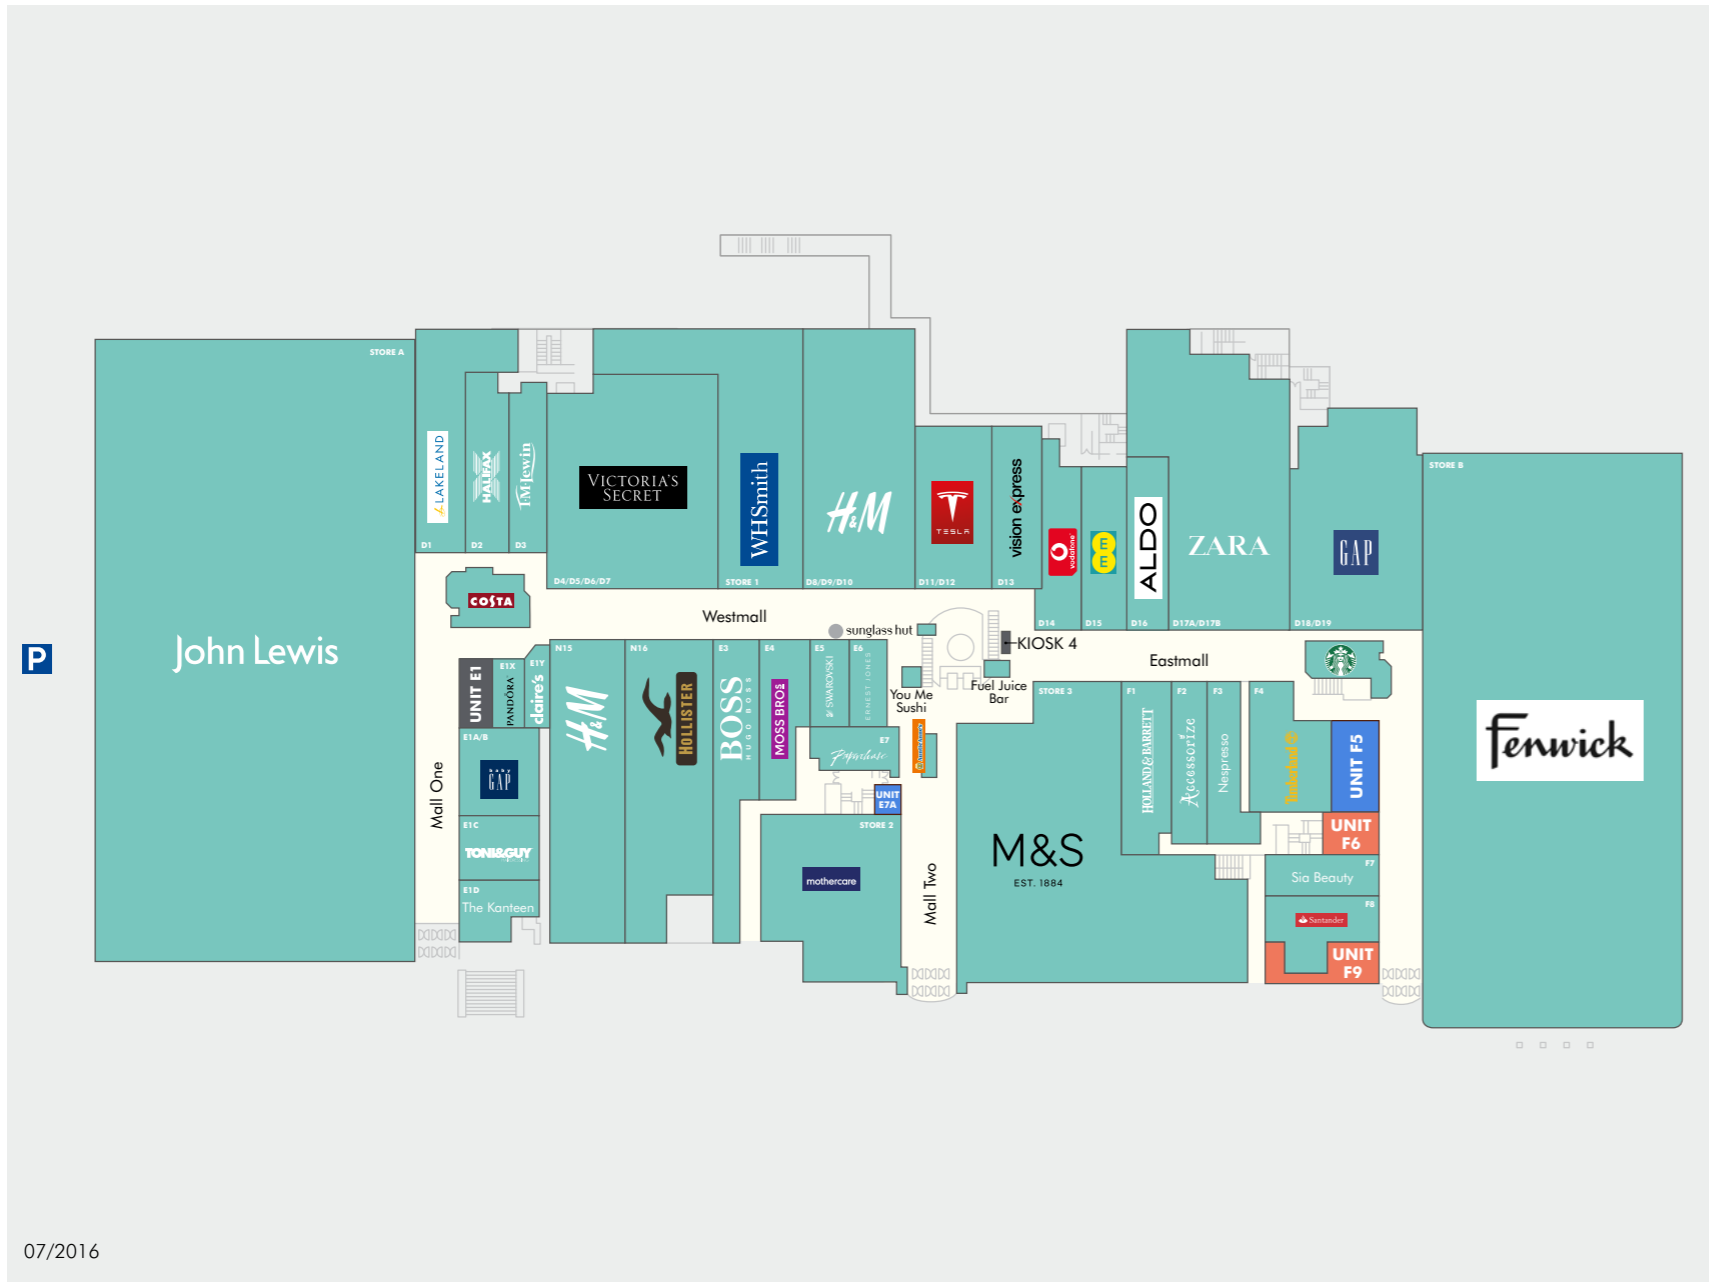 STORE A
John Lewis
P
LAKELAND
D1
HALIFAX
D2
T.M.Lewin
D3
VICTORIA'S
SECRET
D4/D5/D6/D7
WHSmith
STORE 1
H&M
D8/D9/D10
TESLA
D11/D12
vision express
D13
vodafone
D14
EE
D15
ALDO
D16
ZARA
D17A/D17B
GAP
D18/D19
STORE B
Fenwick
COSTA
Westmall
sunglass hut
KIOSK 4
Eastmall
You Me
Sushi
Fuel Juice
Bar
Mall One
UNIT E1
E1X
PANDÖRA
E1Y
claire's
E1A/B
baby
GAP
E1C
TONI&GUY
E1D
The Kanteen
N15
H&M
N16
HOLLISTER
E3
BOSS
HUGO BOSS
E4
MOSS BROS
E5
SWAROVSKI
E6
ERNEST JONES
E7
Paperchase
UNIT
E7A
STORE 2
mothercare
Mall Two
STORE 3
M&S
EST. 1884
F1
HOLLAND & BARRETT
F2
Accessorize
F3
Nespresso
F4
Timberland
UNIT F5
UNIT
F6
F7
Sia Beauty
F8
Santander
UNIT
F9
07/2016